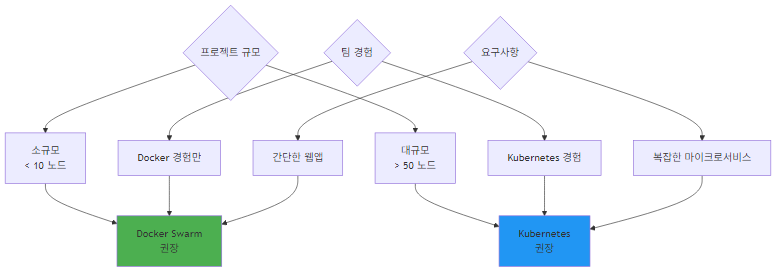 프로젝트 규모
팀 경험
요구사항
소규모
< 10 노드
Docker 경험만
간단한 웹앱
대규모
> 50 노드
Kubernetes 경험
복잡한 마이크로서비스
Docker Swarm
권장
Kubernetes
권장